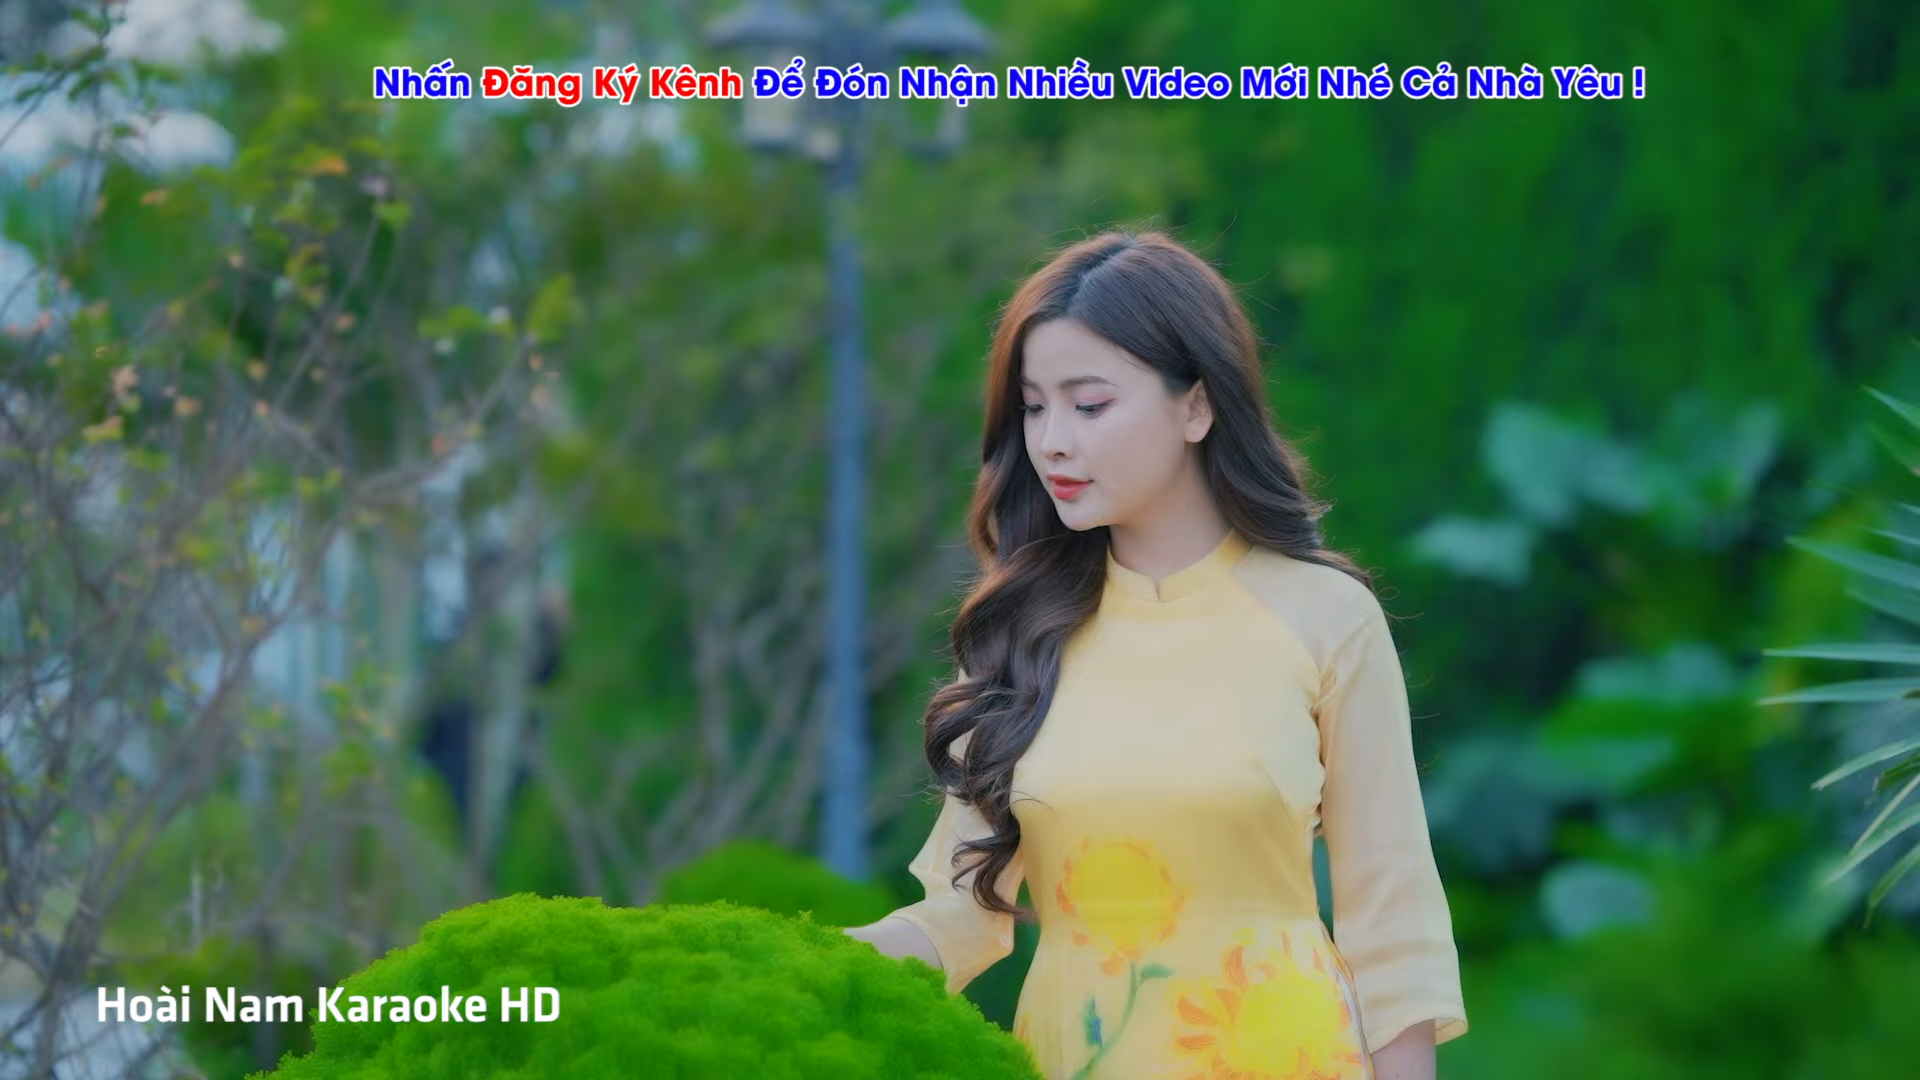 Nhấn Đăng Ký Kênh Để Đón Nhận Nhiều Video Mới Nhé Cả Nhà Yêu !
Hoài Nam Karaoke HD